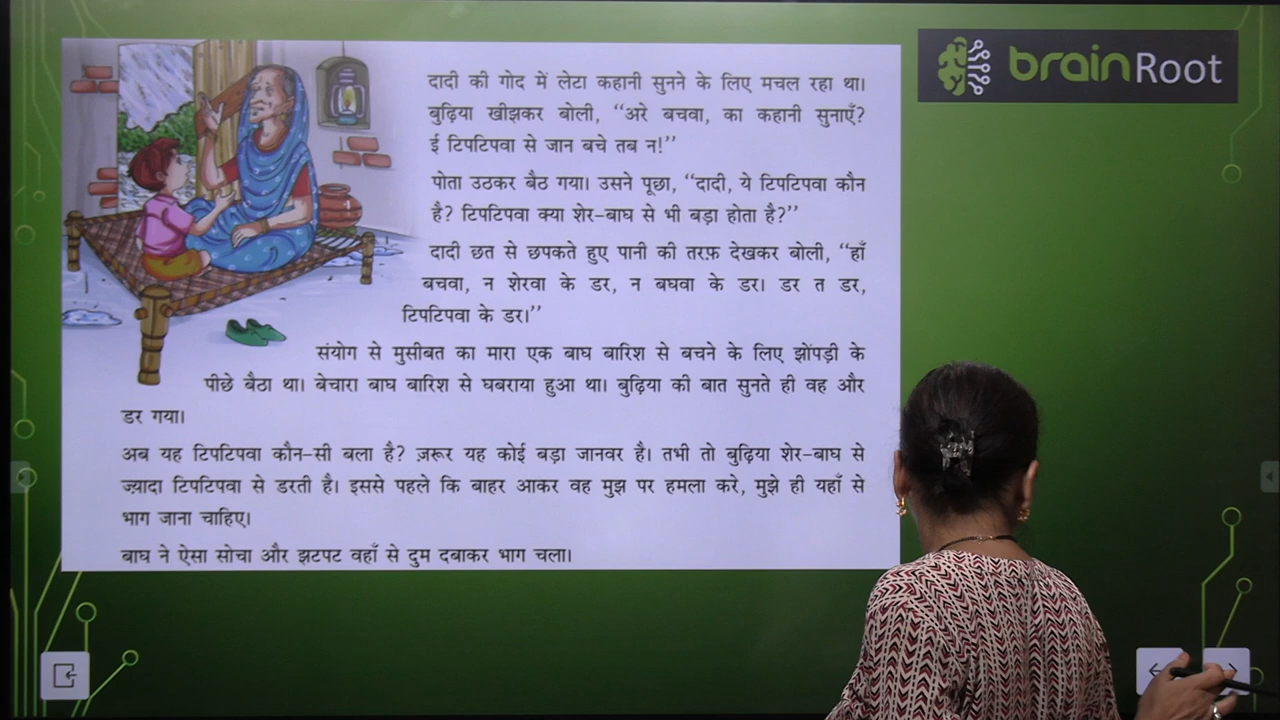 brainRoot
दादी की गोद में लेटा कहानी सुनने के लिए मचल रहा था।
बुढ़िया खीझकर बोली, ‘‘अरे बचवा, का कहानी सुनाएँ?
ई टिपटिपवा से जान बचे तब न!’’
पोता उठकर बैठ गया। उसने पूछा, ‘‘दादी, ये टिपटिपवा कौन
है? टिपटिपवा क्या शेर-बाघ से भी बड़ा होता है?’’
दादी छत से छपकते हुए पानी की तरफ़ देखकर बोली, ‘‘हाँ
बचवा, न शेरवा के डर, न बघवा के डर। डर त डर,
टिपटिपवा के डर।’’
संयोग से मुसीबत का मारा एक बाघ बारिश से बचने के लिए झोंपड़ी के
पीछे बैठा था। बेचारा बाघ बारिश से घबराया हुआ था। बुढ़िया की बात सुनते ही वह और
डर गया।
अब यह टिपटिपवा कौन-सी बला है? ज़रूर यह कोई बड़ा जानवर है। तभी तो बुढ़िया शेर-बाघ से
ज्य़ादा टिपटिपवा से डरती है। इससे पहले कि बाहर आकर वह मुझ पर हमला करे, मुझे ही यहाँ से
भाग जाना चाहिए।
बाघ ने ऐसा सोचा और झटपट वहाँ से दुम दबाकर भाग चला।